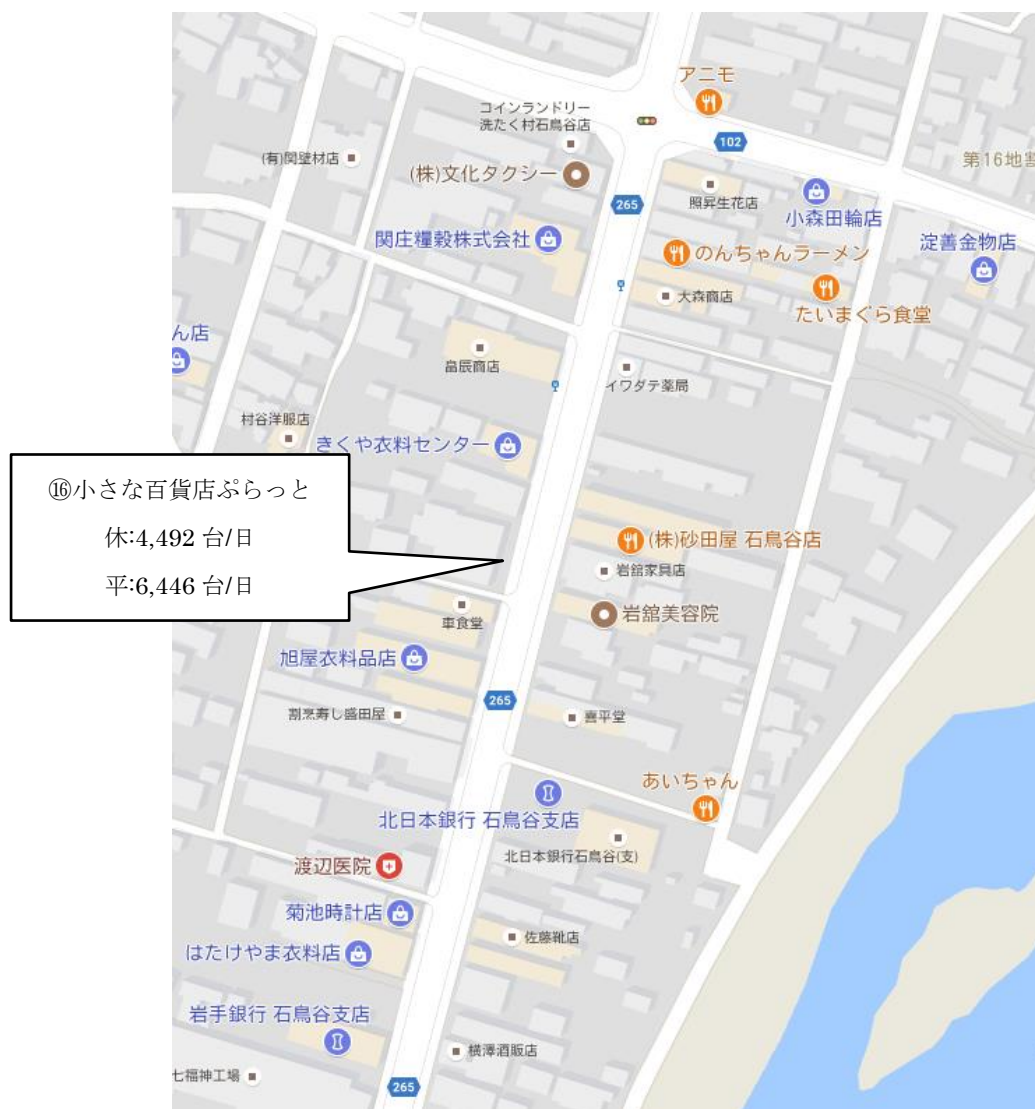 アニモ
コインランドリー
洗たく村石鳥谷店
102
(有)関壁材店
第16地割
(株)文化タクシー
照昇生花店
265
小森田輪店
関庄糧穀株式会社
淀善金物店
のんちゃんラーメン
大森商店
たいまぐら食堂
ん店
畠辰商店
イワダテ薬局
村谷洋服店
きくや衣料センター
⑯小さな百貨店ぷらっと
休:4,492 台/日
平:6,446 台/日
(株)砂田屋 石鳥谷店
岩舘家具店
車食堂
岩舘美容院
旭屋衣料品店
265
割烹寿し盛田屋
喜平堂
あいちゃん
北日本銀行 石鳥谷支店
北日本銀行石鳥谷(支)
渡辺医院
菊池時計店
佐藤靴店
はたけやま衣料店
岩手銀行 石鳥谷支店
横澤酒販店
七福神工場
265